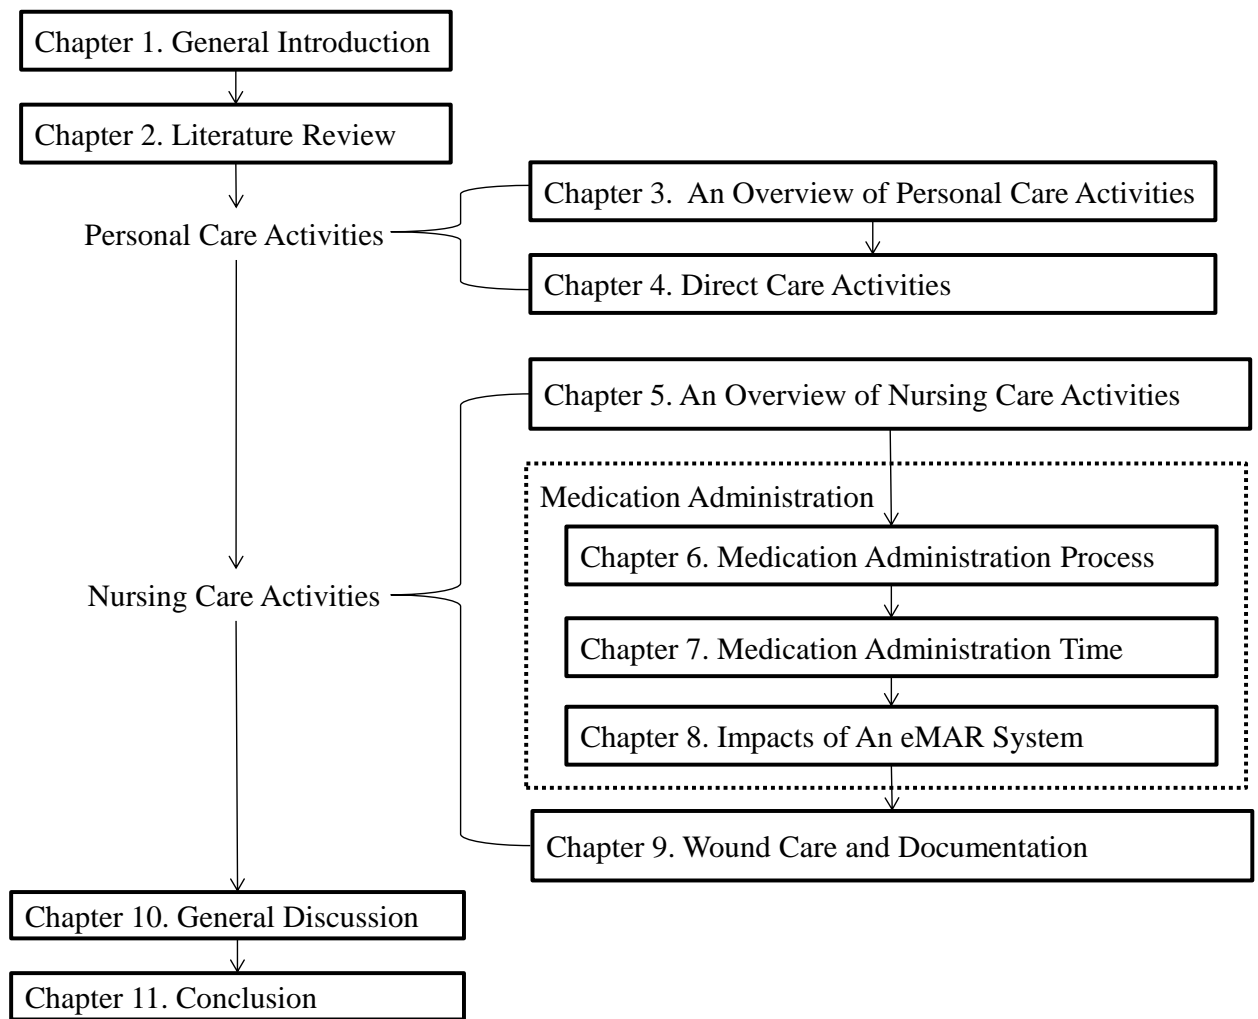 Chapter 1. General Introduction
Chapter 2. Literature Review
Personal Care Activities
Chapter 3.  An Overview of Personal Care Activities
Chapter 4. Direct Care Activities
Nursing Care Activities
Chapter 5. An Overview of Nursing Care Activities
Medication Administration
Chapter 6. Medication Administration Process
Chapter 7. Medication Administration Time
Chapter 8. Impacts of An eMAR System
Chapter 9. Wound Care and Documentation
Chapter 10. General Discussion
Chapter 11. Conclusion